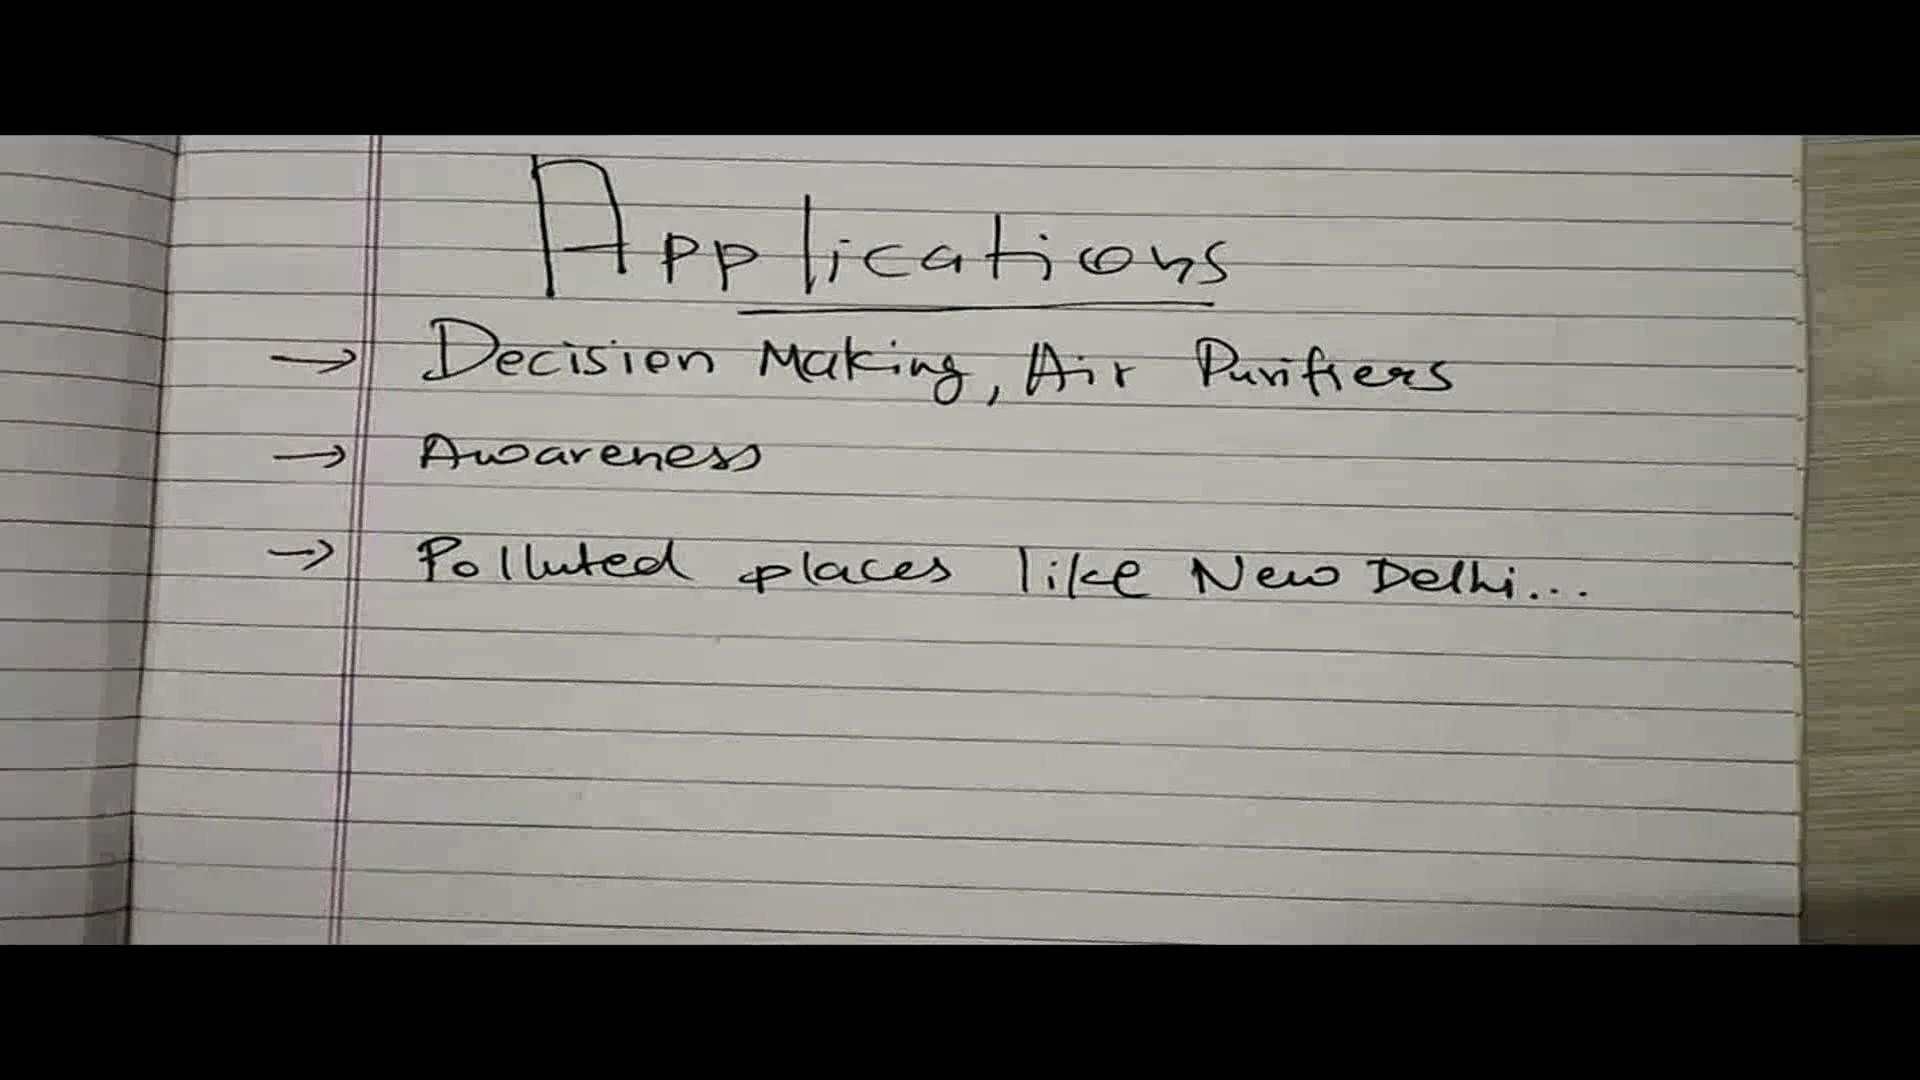 Applications
→ Decision Making, Air Purifiers
→ Awareness
→ Polluted places like New Delhi...